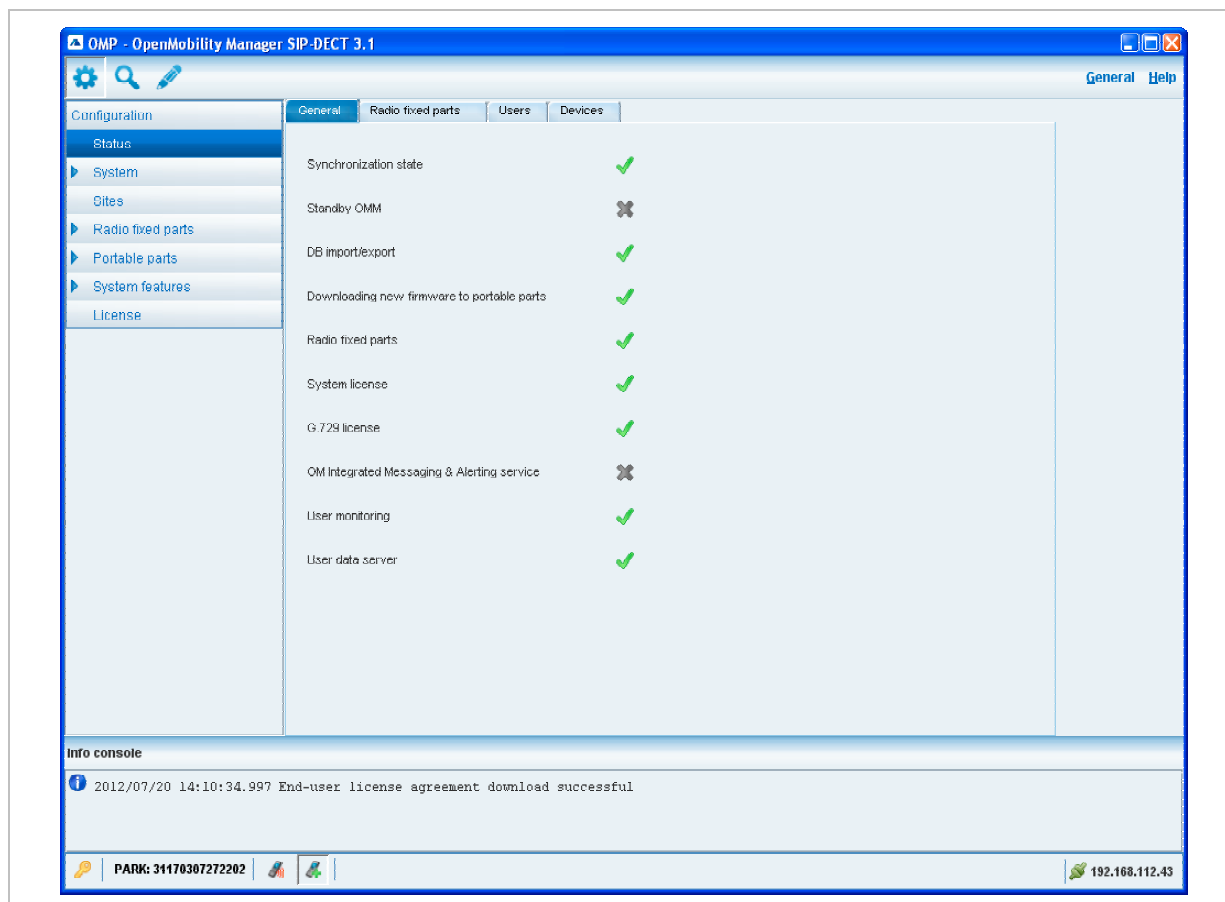 OMP - OpenMobility Manager SIP-DECT 3.1
General Help
Configuration
Status
System
Sites
Radio fixed parts
Portable parts
System features
License
General Radio fixed parts Users Devices
Synchronization state
Standby OMM
DB import/export
Downloading new firmware to portable parts
Radio fixed parts
System license
G.729 license
OM Integrated Messaging & Alerting service
User monitoring
User data server
Info console
2012/07/20 14:10:34.997 End-user license agreement download successful
PARK: 31170307272202
192.168.112.43